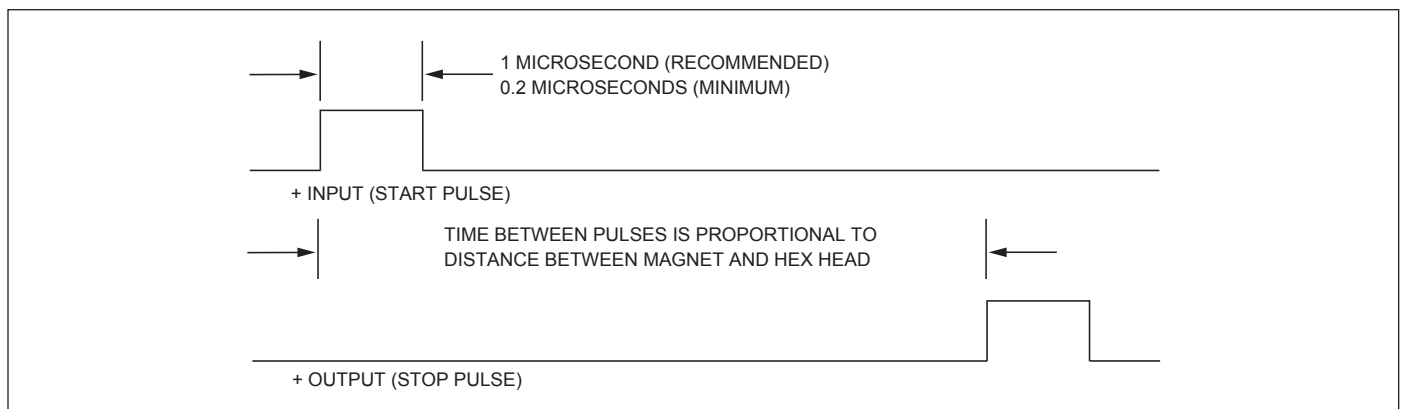 1 MICROSECOND (RECOMMENDED)
0.2 MICROSECONDS (MINIMUM)
+ INPUT (START PULSE)
TIME BETWEEN PULSES IS PROPORTIONAL TO
DISTANCE BETWEEN MAGNET AND HEX HEAD
+ OUTPUT (STOP PULSE)